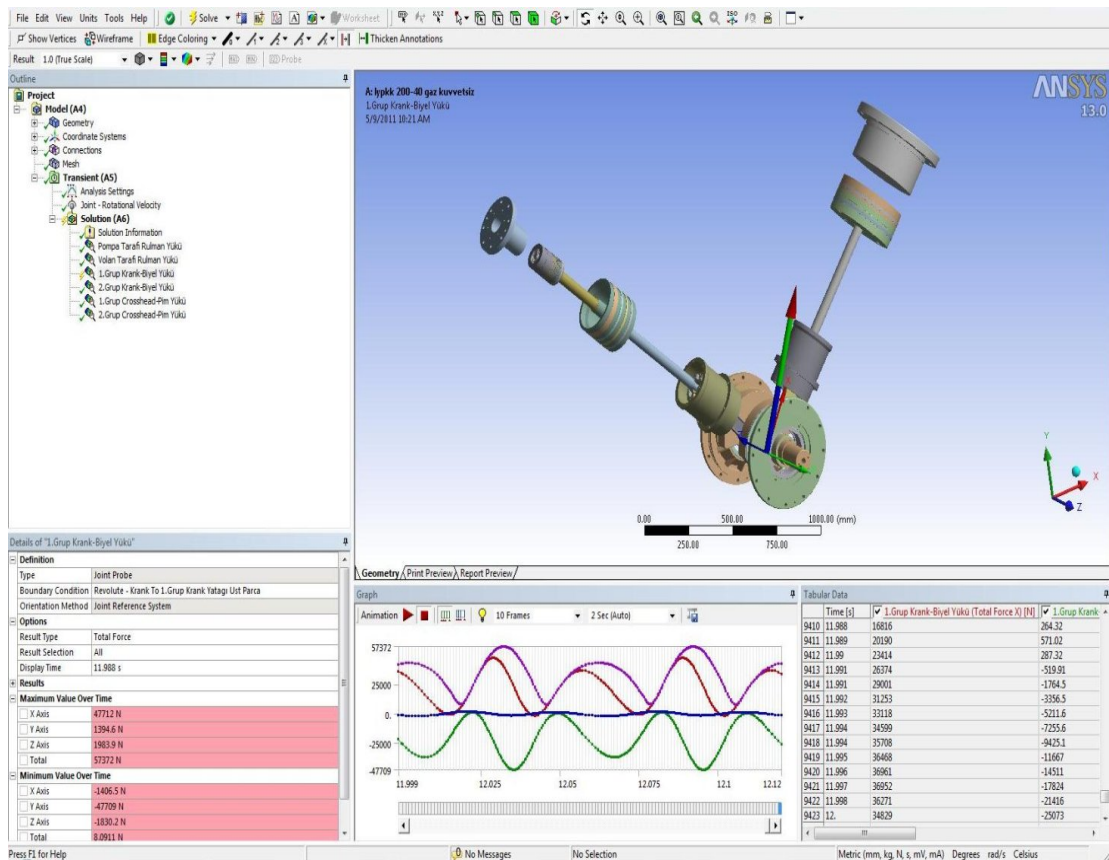 File Edit View Units Tools Help Solve Worksheet
Show Vertices Wireframe Edge Coloring Thicken Annotations
Result 1.0 (True Scale) Probe
Outline
Project
Model (A4)
Geometry
Coordinate Systems
Connections
Mesh
Transient (A5)
Analysis Settings
Joint - Rotational Velocity
Solution (A6)
Solution Information
Pompa Tarafi Rulman Yükü
Volan Tarafi Rulman Yükü
1.Grup Krank-Biyel Yükü
2.Grup Krank-Biyel Yükü
1.Grup Crosshead-Pim Yükü
2.Grup Crosshead-Pim Yükü
A: lypkk 200-40 gaz kuvvetsiz
1.Grup Krank-Biyel Yükü
5/9/2011 10:21 AM
ANSYS
13.0
Y
X
Z
0.00 500.00 1000.00 (mm)
250.00 750.00
Geometry Print Preview Report Preview
Details of "1.Grup Krank-Biyel Yükü"
Definition
Type Joint Probe
Boundary Condition Revolute - Krank To 1.Grup Krank Yatagı Ust Parca
Orientation Method Joint Reference System
Options
Result Type Total Force
Result Selection All
Display Time 11.988 s
Results
Maximum Value Over Time
X Axis 47712 N
Y Axis 1394.6 N
Z Axis 1983.9 N
Total 57372 N
Minimum Value Over Time
X Axis -1406.5 N
Y Axis -47709 N
Z Axis -1830.2 N
Total 8.0911 N
Graph
Animation 10 Frames 2 Sec (Auto)
57372
25000
0.
-25000
-47709
11.999 12.025 12.05 12.075 12.1 12.12
Tabular Data
Time [s] 1.Grup Krank-Biyel Yükü (Total Force X) [N] 1.Grup Krank-
9410 11.988 16816 264.32
9411 11.989 20190 571.02
9412 11.99 23414 287.32
9413 11.991 26374 -519.91
9414 11.991 29001 -1764.5
9415 11.992 31253 -3356.5
9416 11.993 33118 -5211.6
9417 11.994 34599 -7255.6
9418 11.994 35708 -9425.1
9419 11.995 36468 -11667
9420 11.996 36961 -14511
9421 11.997 36952 -17824
9422 11.998 36271 -21416
9423 12. 34829 -25073
Press F1 for Help No Messages No Selection Metric (mm, kg, N, s, mV, mA) Degrees rad/s Celsius